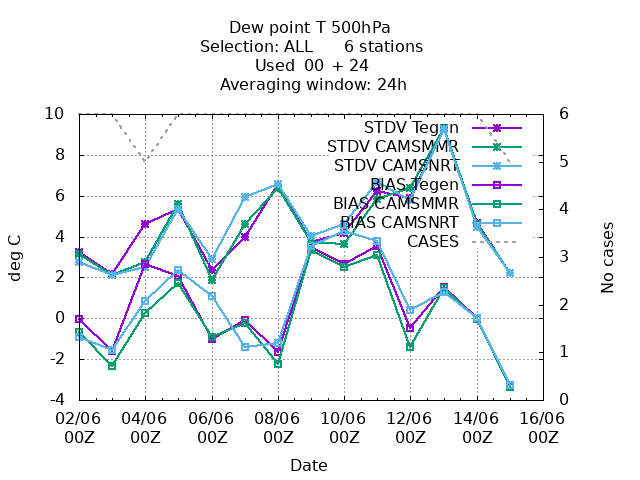 Dew point T 500hPa
Selection: ALL      6 stations
Used  00 + 24
Averaging window: 24h
10
8
6
4
2
0
-2
-4
deg C
6
5
4
3
2
1
0
No cases
STDV Tegen
STDV CAMSMMR
STDV CAMSNRT
BIAS Tegen
BIAS CAMSMMR
BIAS CAMSNRT
CASES
02/06 04/06 06/06 08/06 10/06 12/06 14/06 16/06
00Z 00Z 00Z 00Z 00Z 00Z 00Z 00Z
Date